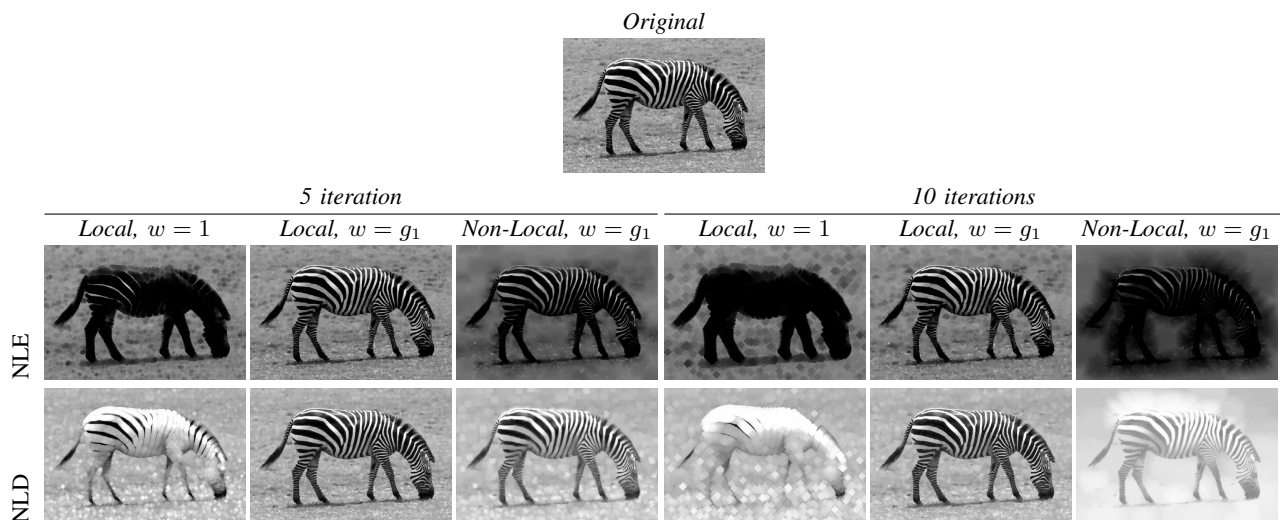 Original
5 iteration 10 iterations
Local, w = 1 Local, w = g₁ Non-Local, w = g₁ Local, w = 1 Local, w = g₁ Non-Local, w = g₁
NLE
NLD